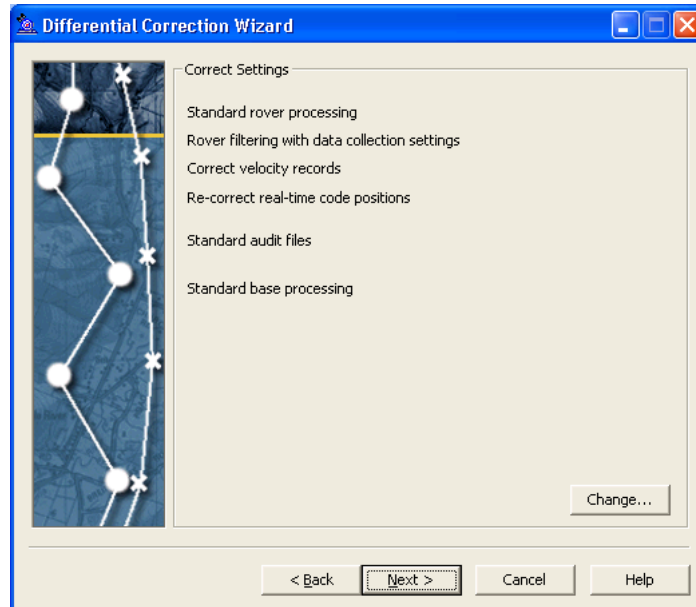 Differential Correction Wizard
Correct Settings
Standard rover processing
Rover filtering with data collection settings
Correct velocity records
Re-correct real-time code positions
Standard audit files
Standard base processing
Change...
< Back Next > Cancel Help